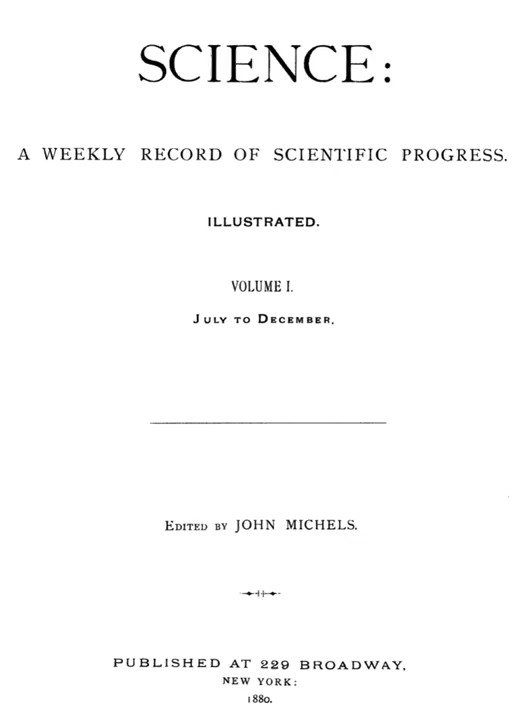 SCIENCE:
A WEEKLY RECORD OF SCIENTIFIC PROGRESS.
ILLUSTRATED.
VOLUME I.
JULY TO DECEMBER.
EDITED BY JOHN MICHELS.
PUBLISHED AT 229 BROADWAY,
NEW YORK:
1880.